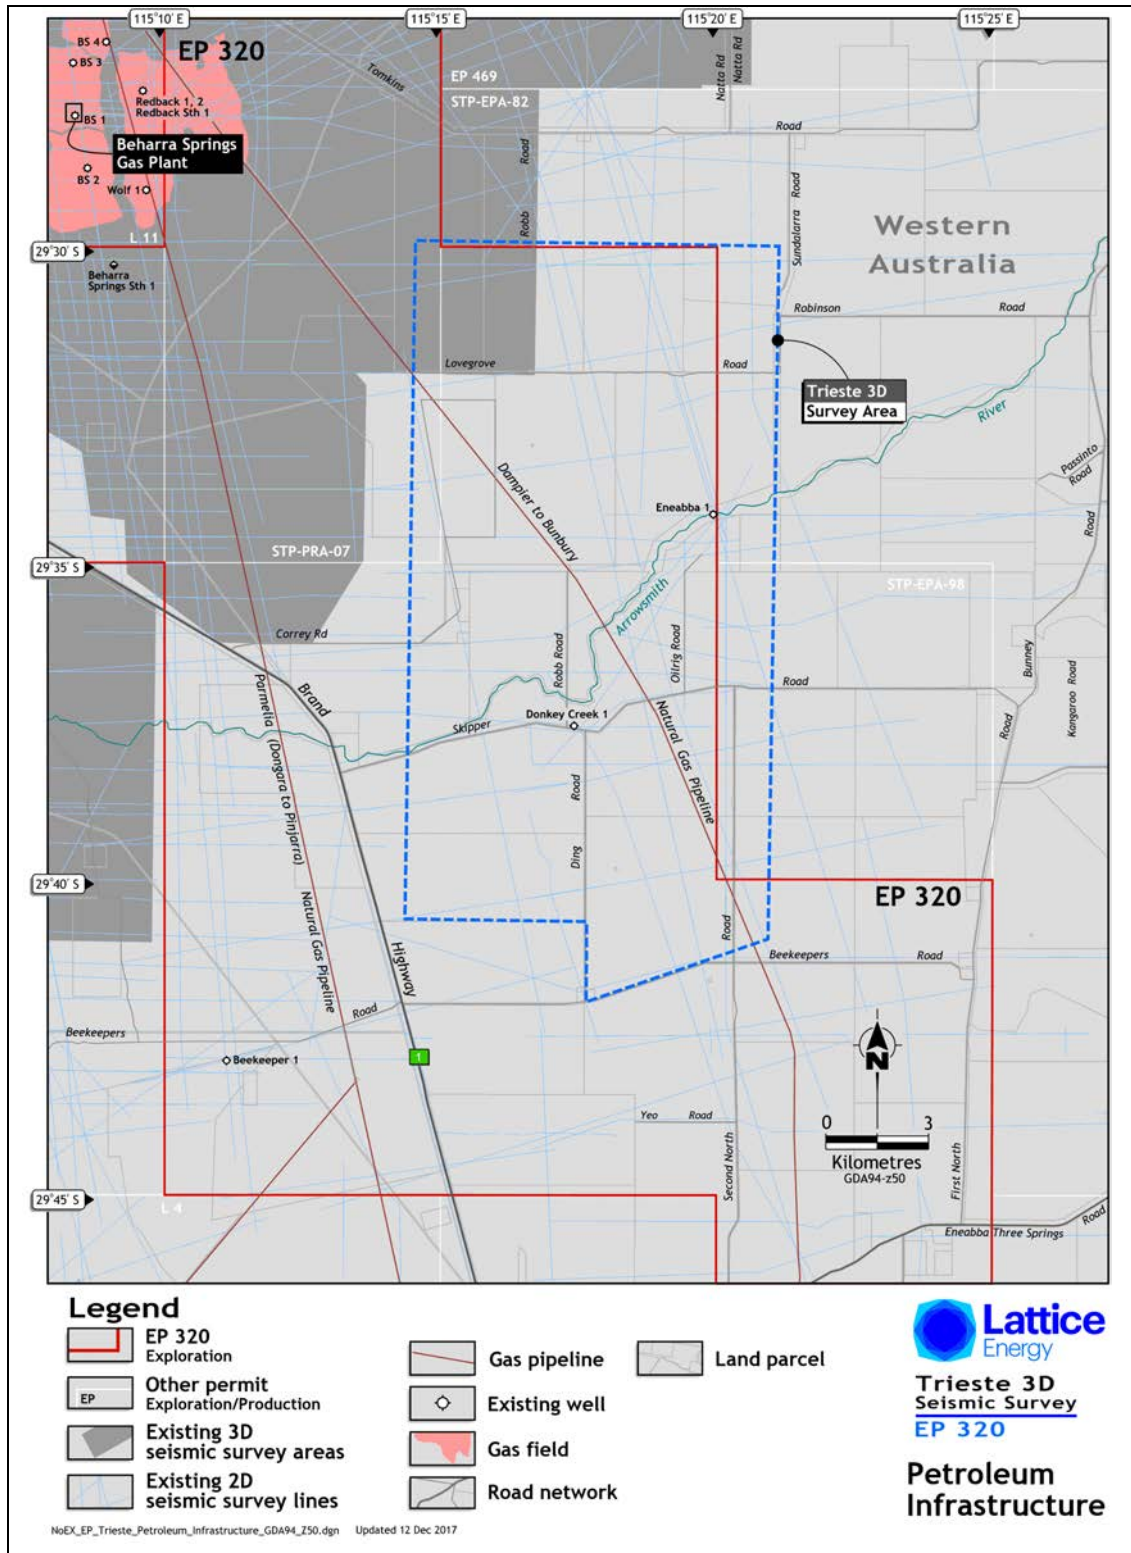 115°10' E
115°15' E
115°20' E
115°25' E
BS 4
EP 320
BS 3
Tomkins
EP 469
STP-EPA-82
Natta Rd
Natta Rd
Redback 1, 2
Redback Sth 1
BS 1
Road
Road
Beharra Springs
Gas Plant
BS 2
Wolf 1
Robb
Sundalarra Road
Western
Australia
L 11
29°30' S
Beharra
Springs Sth 1
Robinson
Road
Lovegrove
Road
Trieste 3D
Survey Area
River
Passinto
Road
Dampier to Bunbury
Eneabba 1
Road
STP-PRA-07
29°35' S
STP-EPA-98
Arrowsmith
Correy Rd
Robb Road
Oilrig Road
Bunney
Road
Kangaroo Road
Parmelia (Dongara to Pinjarra)
Brand
Road
Donkey Creek 1
Skipper
Natural Gas Pipeline
Road
Ding
29°40' S
EP 320
Natural Gas Pipeline
Highway
Road
Beekeepers
Road
Road
Beekeepers
Beekeeper 1
1
N
0
3
Kilometres
GDA94-z50
Yeo Road
Second North
First North
29°45' S
L 4
Eneabba Three Springs
Road
Legend
EP 320
Exploration
EP
Other permit
Exploration/Production
Existing 3D
seismic survey areas
Existing 2D
seismic survey lines
Gas pipeline
Existing well
Gas field
Road network
Land parcel
Lattice
Energy
Trieste 3D
Seismic Survey
EP 320
Petroleum
Infrastructure
NoEX_EP_Trieste_Petroleum_Infrastructure_GDA94_Z50.dgn Updated 12 Dec 2017